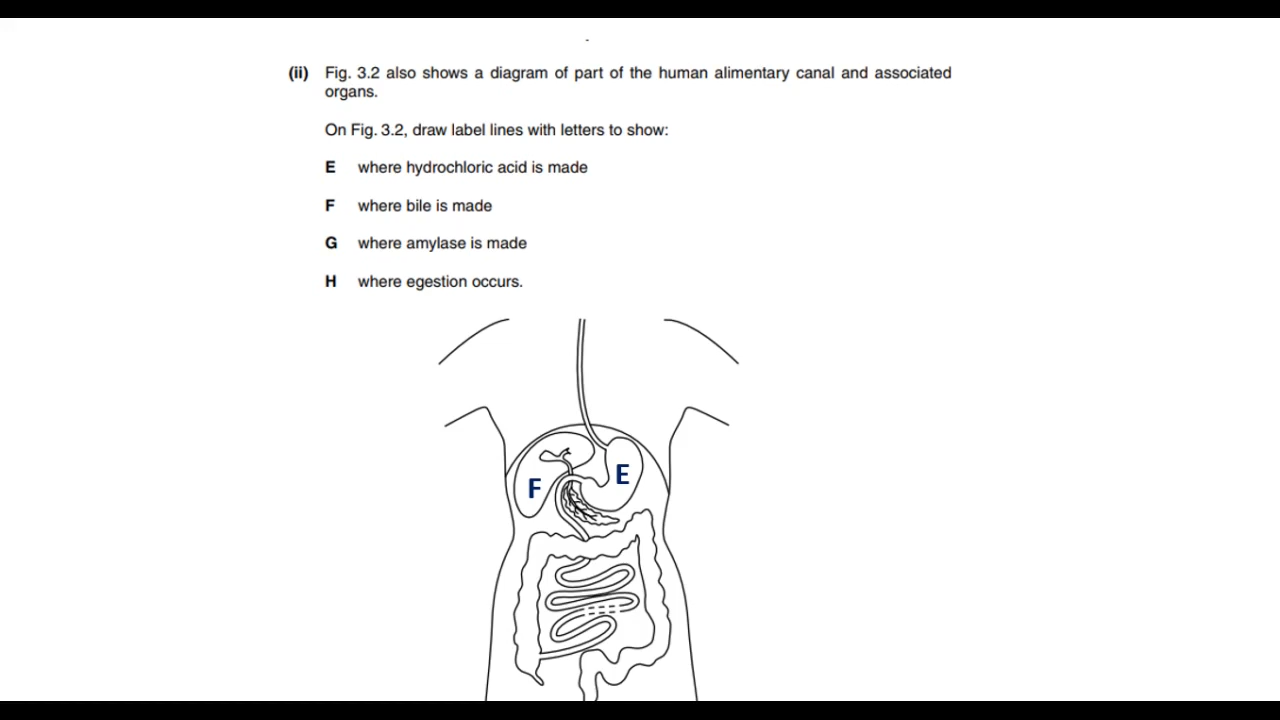 (ii) Fig. 3.2 also shows a diagram of part of the human alimentary canal and associated
organs.
On Fig. 3.2, draw label lines with letters to show:
E where hydrochloric acid is made
F where bile is made
G where amylase is made
H where egestion occurs.
E
F